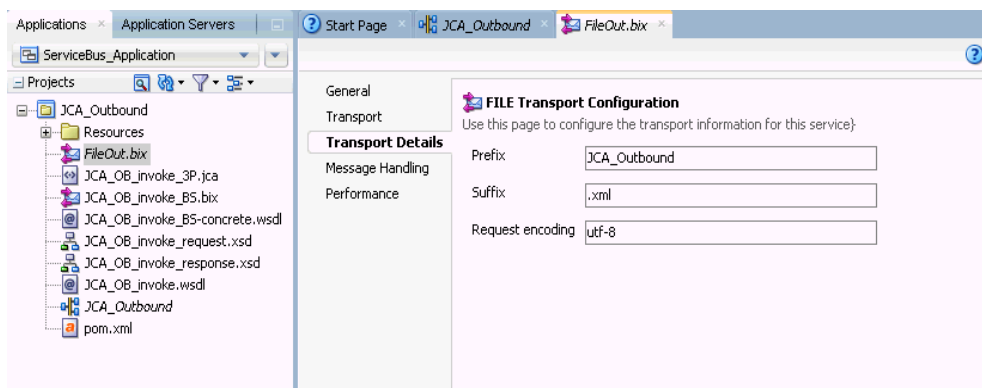 Applications
Application Servers
ServiceBus_Application
Projects
JCA_Outbound
Resources
FileOut.bix
JCA_OB_invoke_3P.jca
JCA_OB_invoke_BS.bix
JCA_OB_invoke_BS-concrete.wsdl
JCA_OB_invoke_request.xsd
JCA_OB_invoke_response.xsd
JCA_OB_invoke.wsdl
JCA_Outbound
pom.xml
Start Page
JCA_Outbound
FileOut.bix
General
Transport
Transport Details
Message Handling
Performance
FILE Transport Configuration
Use this page to configure the transport information for this service}
Prefix JCA_Outbound
Suffix .xml
Request encoding utf-8